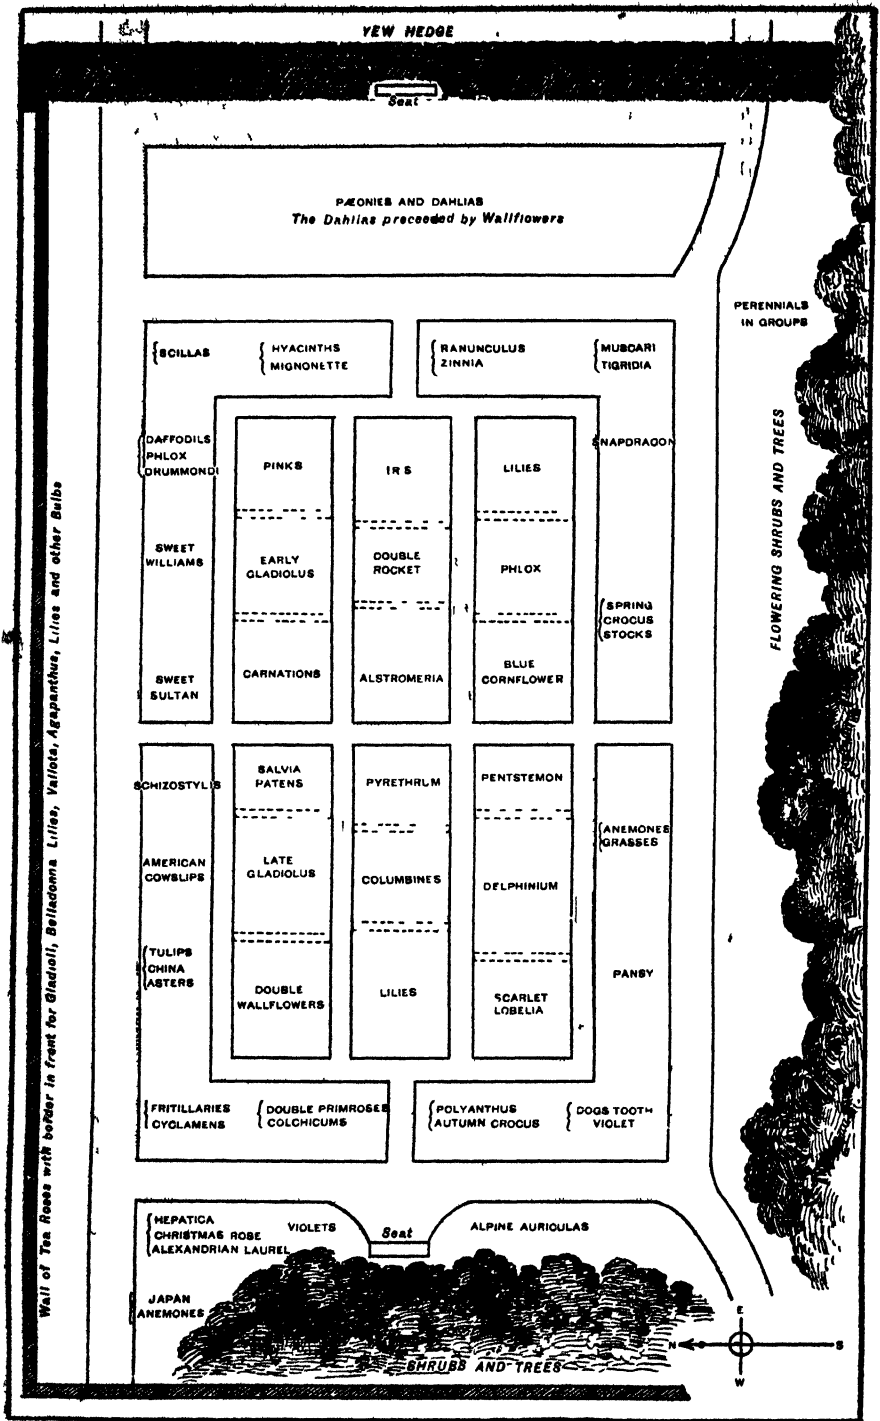 YEW HEDGE
Seat
PÆONIES AND DAHLIAS
The Dahlias preceeded by Wallflowers
PERENNIALS
IN GROUPS
SCILLAS
HYACINTHS
MIGNONETTE
RANUNCULUS
ZINNIA
MUSCARI
TIGRIDIA
DAFFODILS
PHLOX
DRUMMONDI
SWEET
WILLIAMS
SWEET
SULTAN
PINKS
EARLY
GLADIOLUS
CARNATIONS
IRIS
DOUBLE
ROCKET
ALSTROMERIA
LILIES
PHLOX
BLUE
CORNFLOWER
SNAPDRAGON
SPRING
CROCUS
STOCKS
FLOWERING SHRUBS AND TREES
Wall of Tea Roses with border in front for Gladioli, Belladonna Lilies, Vallota, Agapanthus, Lilies and other Bulbs
SCHIZOSTYLIS
AMERICAN
COWSLIPS
TULIPS
CHINA
ASTERS
SALVIA
PATENS
LATE
GLADIOLUS
DOUBLE
WALLFLOWERS
PYRETHRUM
COLUMBINES
LILIES
PENTSTEMON
DELPHINIUM
SCARLET
LOBELIA
ANEMONES
GRASSES
PANSY
FRITILLARIES
CYCLAMENS
DOUBLE PRIMROSES
COLCHICUMS
POLYANTHUS
AUTUMN CROCUS
DOGS TOOTH
VIOLET
HEPATICA
CHRISTMAS ROSE
ALEXANDRIAN LAUREL
VIOLETS
Seat
ALPINE AURICULAS
JAPAN
ANEMONES
SHRUBS AND TREES
E
N
S
W